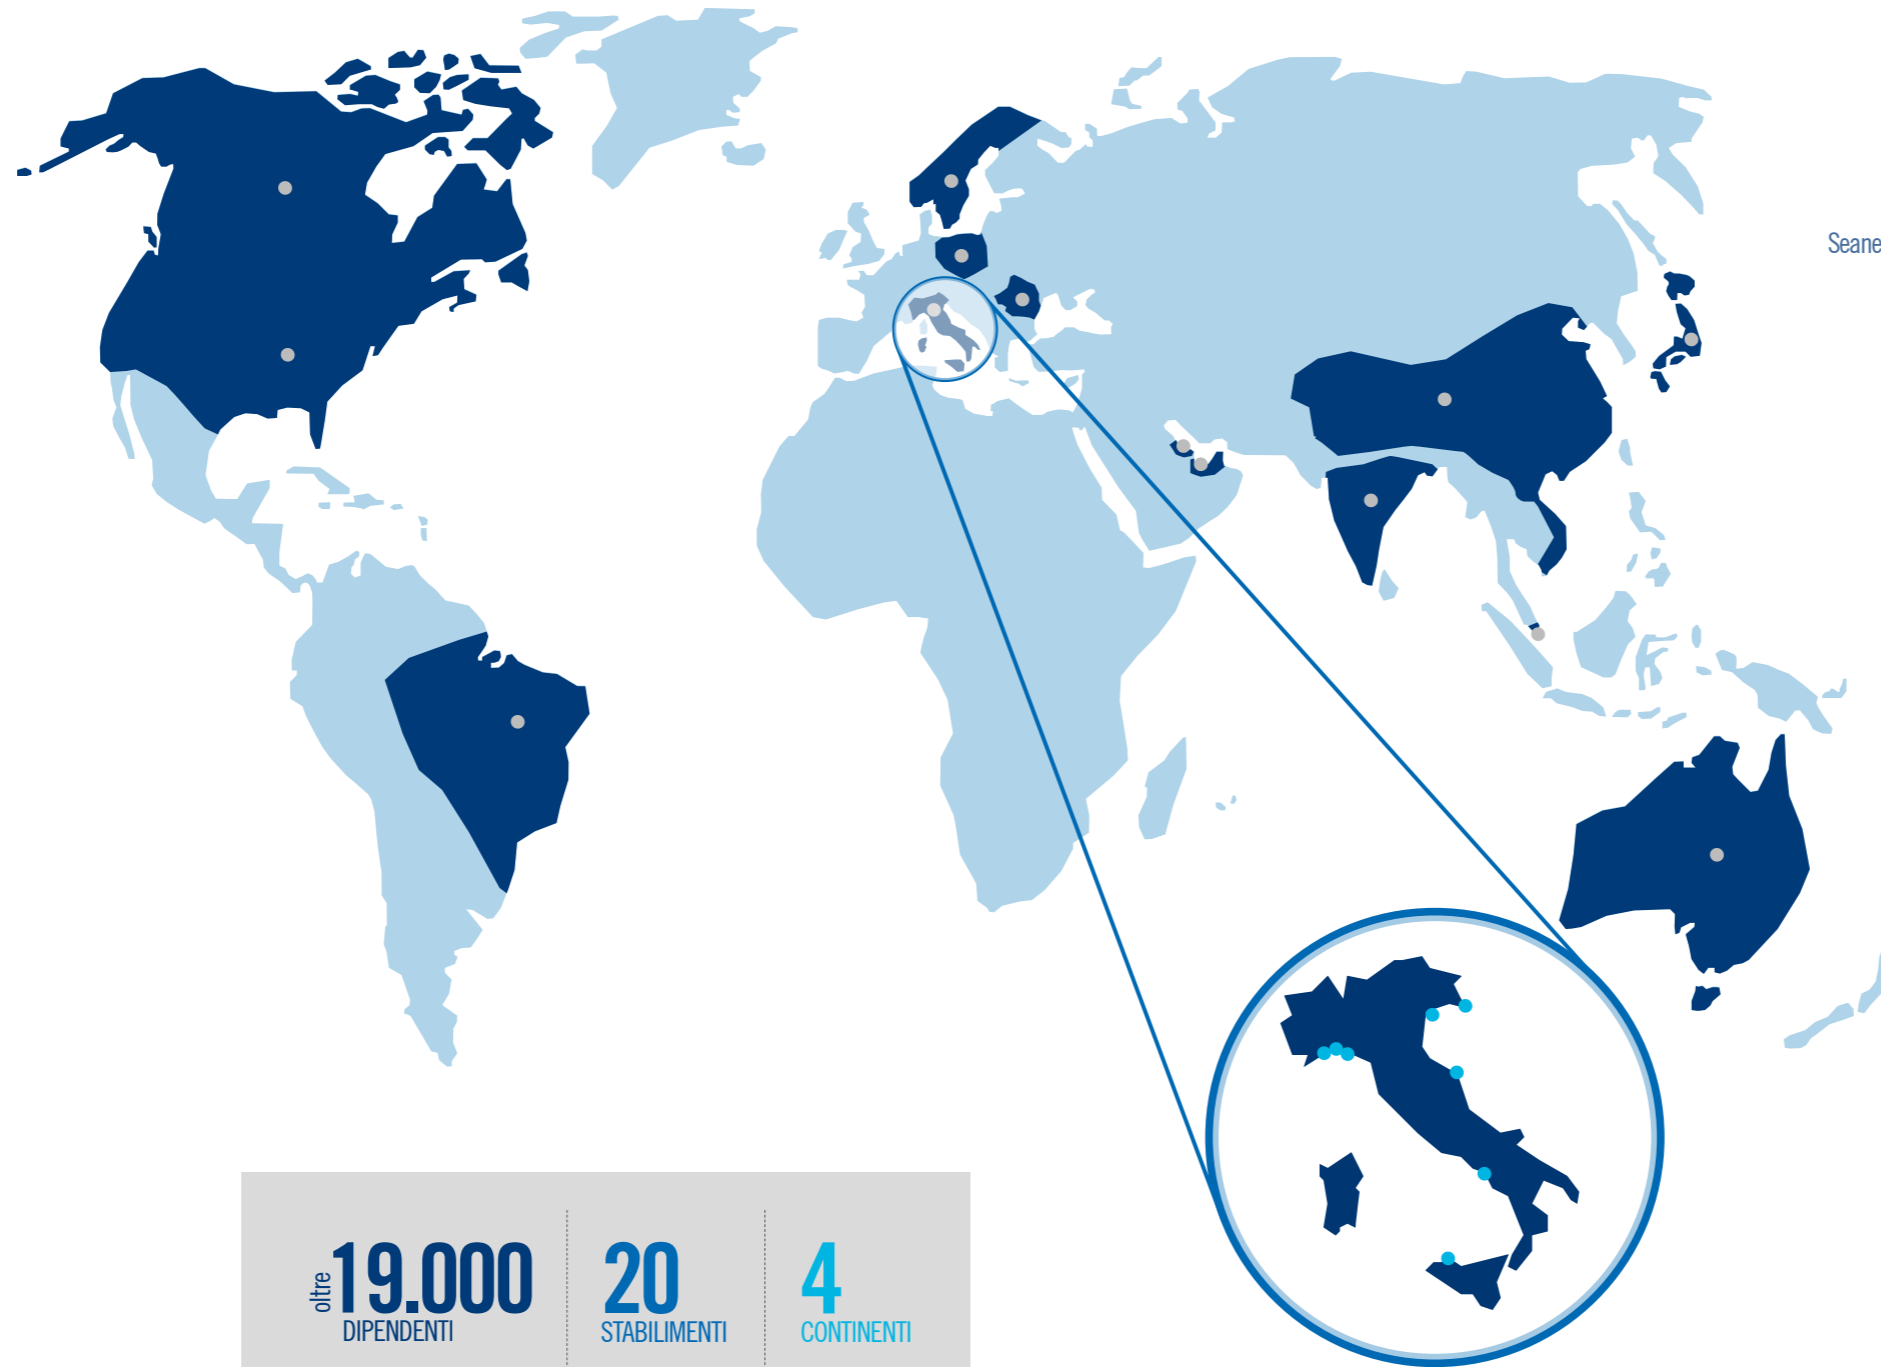 Seane
oltre 19.000
DIPENDENTI
20
STABILIMENTI
4
CONTINENTI